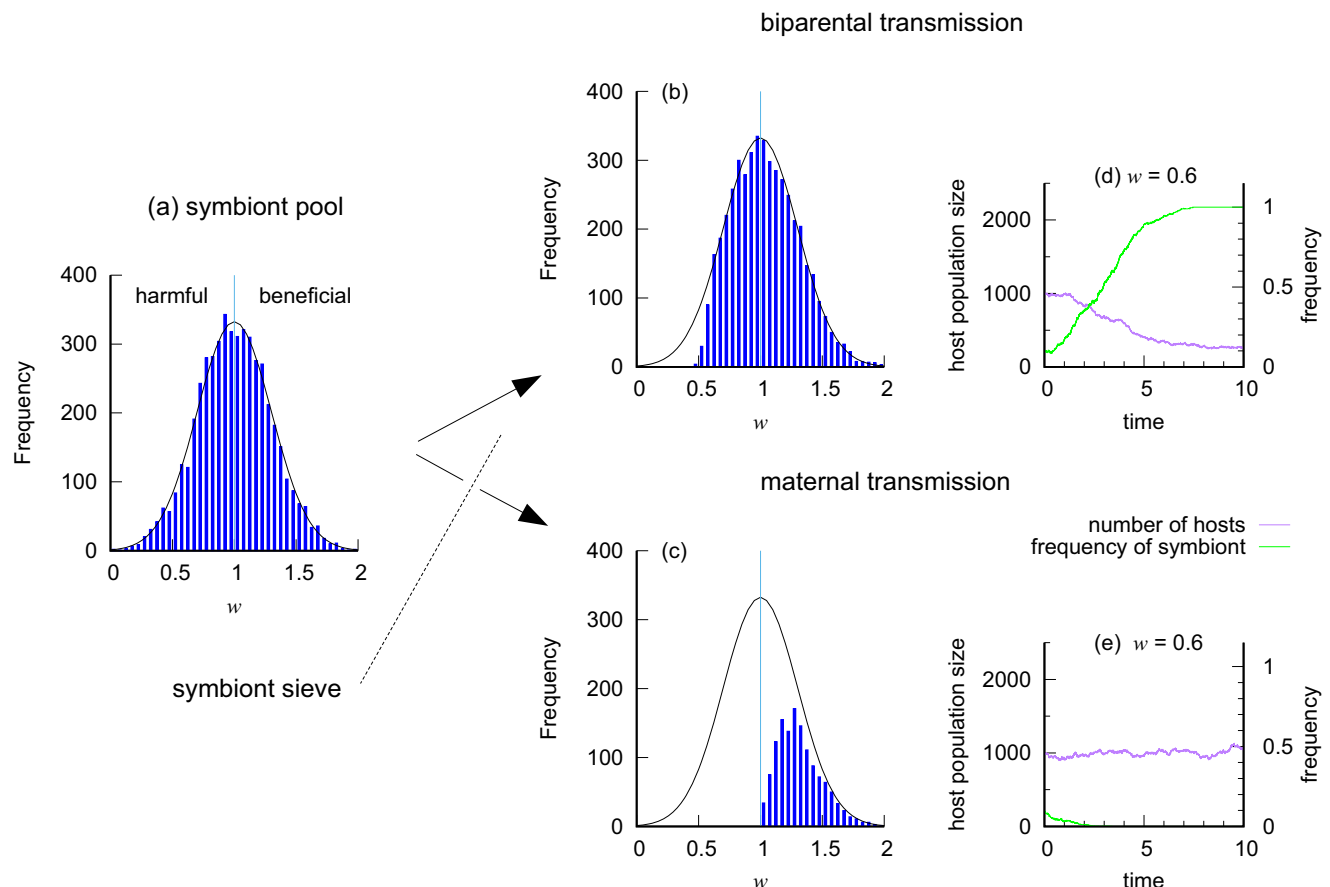 biparental transmission
(a) symbiont pool
400
300
200
100
0
Frequency
harmful
beneficial
0
0.5
1
1.5
2
w
symbiont sieve
(b)
400
300
200
100
0
Frequency
0
0.5
1
1.5
2
w
(d) w = 0.6
2000
1000
0
host population size
1
0.5
0
frequency
0
5
10
time
maternal transmission
number of hosts
frequency of symbiont
(c)
400
300
200
100
0
Frequency
0
0.5
1
1.5
2
w
(e) w = 0.6
2000
1000
0
host population size
1
0.5
0
frequency
0
5
10
time